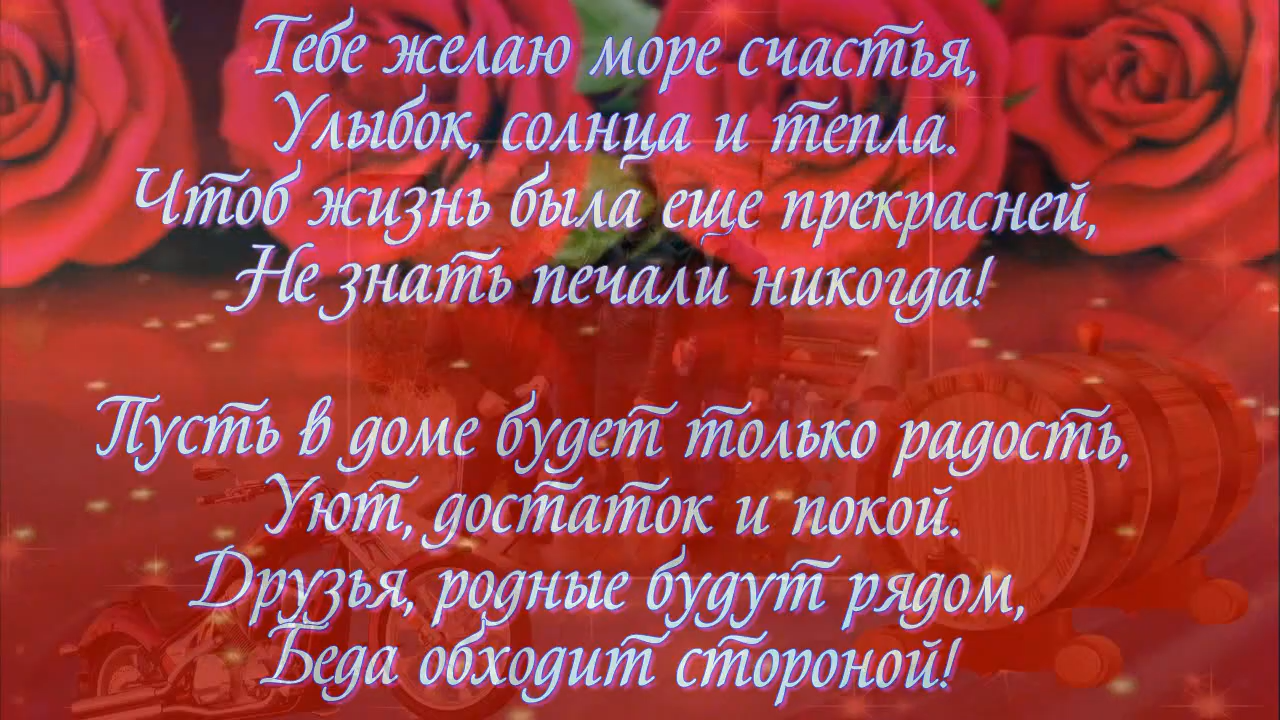 Тебе желаю море счастья,
Улыбок, солнца и тепла.
Чтоб жизнь была еще прекрасней,
Не знать печали никогда!
Пусть в доме будет только радость,
Уют, достаток и покой.
Друзья, родные будут рядом,
Беда обходит стороной!